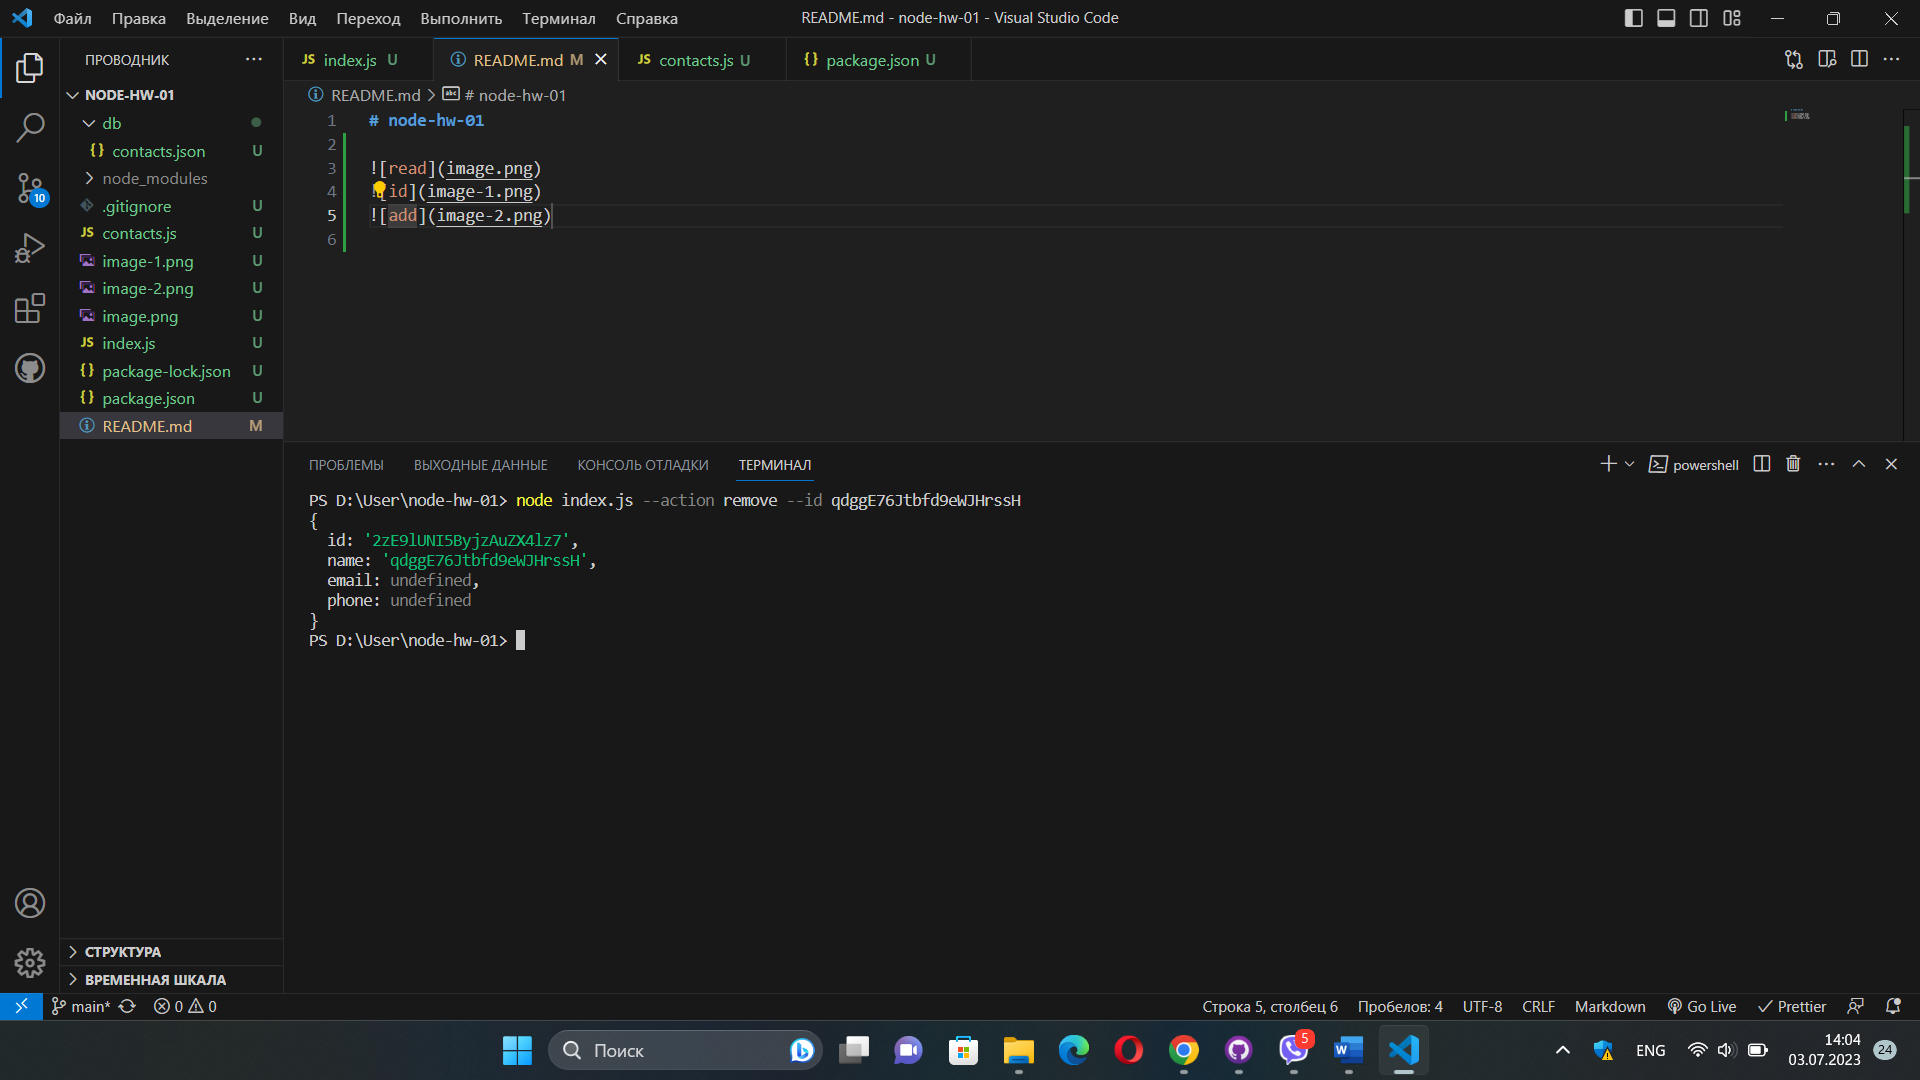 Файл Правка Выделение Вид Переход Выполнить Терминал Справка
README.md - node-hw-01 - Visual Studio Code
ПРОВОДНИК
NODE-HW-01
db
contacts.json U
node_modules
.gitignore U
contacts.js U
image-1.png U
image-2.png U
image.png U
index.js U
package-lock.json U
package.json U
README.md M
СТРУКТУРА
ВРЕМЕННАЯ ШКАЛА
index.js U
README.md M
contacts.js U
package.json U
README.md > # node-hw-01
1 # node-hw-01
2
3 ![read](image.png)
4 ![id](image-1.png)
5 ![add](image-2.png)
6
ПРОБЛЕМЫ ВЫХОДНЫЕ ДАННЫЕ КОНСОЛЬ ОТЛАДКИ ТЕРМИНАЛ
powershell
PS D:\User\node-hw-01> node index.js --action remove --id qdggE76Jtbfd9eWJHrssH
{
id: '2zE9lUNI5ByjzAuZX4lz7',
name: 'qdggE76Jtbfd9eWJHrssH',
email: undefined,
phone: undefined
}
PS D:\User\node-hw-01>
10
main* 0 0
Строка 5, столбец 6 Пробелов: 4 UTF-8 CRLF Markdown Go Live Prettier
Поиск
5
ENG
14:04
03.07.2023
24